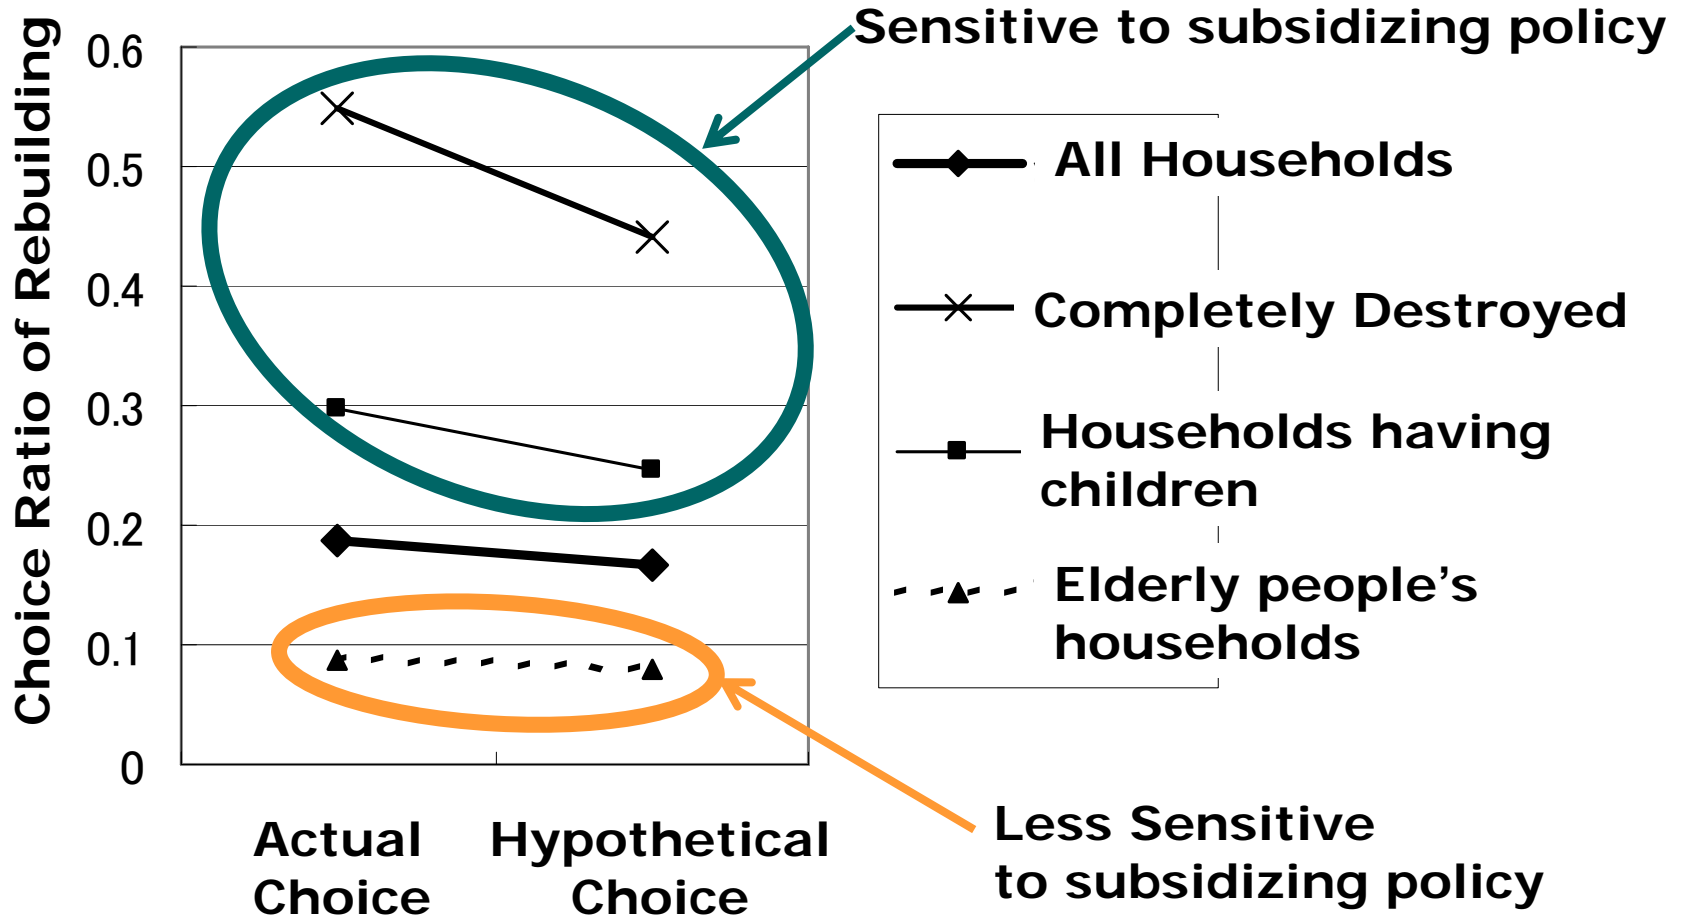 Sensitive to subsidizing policy
Choice Ratio of Rebuilding
0.6
0.5
0.4
0.3
0.2
0.1
0
All Households
Completely Destroyed
Households having
children
Elderly people’s
households
Actual
Choice
Hypothetical
Choice
Less Sensitive
to subsidizing policy